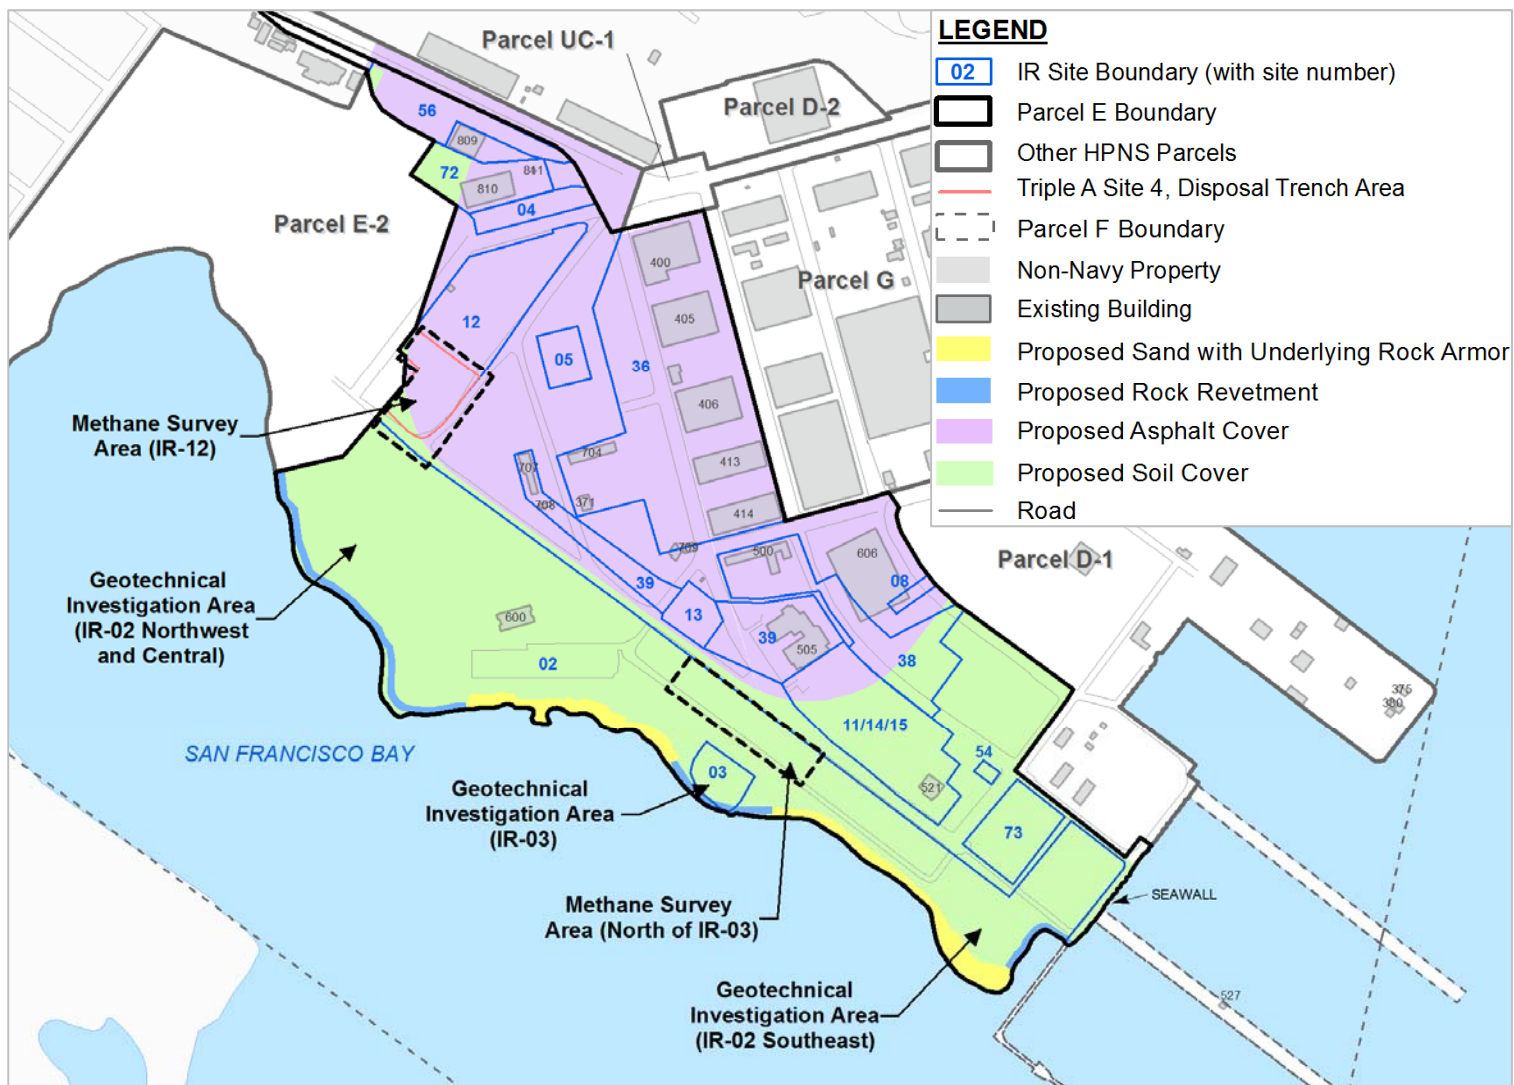 LEGEND
02 IR Site Boundary (with site number)
Parcel E Boundary
Other HPNS Parcels
Triple A Site 4, Disposal Trench Area
Parcel F Boundary
Non-Navy Property
Existing Building
Proposed Sand with Underlying Rock Armor
Proposed Rock Revetment
Proposed Asphalt Cover
Proposed Soil Cover
Road
Parcel UC-1
Parcel D-2
56
809
72
811
810
04
Parcel E-2
400
Parcel G
12
405
05
36
406
Methane Survey
Area (IR-12)
704
707
413
371
708
414
709
500
606
Parcel D-1
08
39
13
Geotechnical
Investigation Area
(IR-02 Northwest
and Central)
600
39
505
02
38
375
380
11/14/15
SAN FRANCISCO BAY
54
03
521
Geotechnical
Investigation Area
(IR-03)
73
SEAWALL
Methane Survey
Area (North of IR-03)
527
Geotechnical
Investigation Area
(IR-02 Southeast)